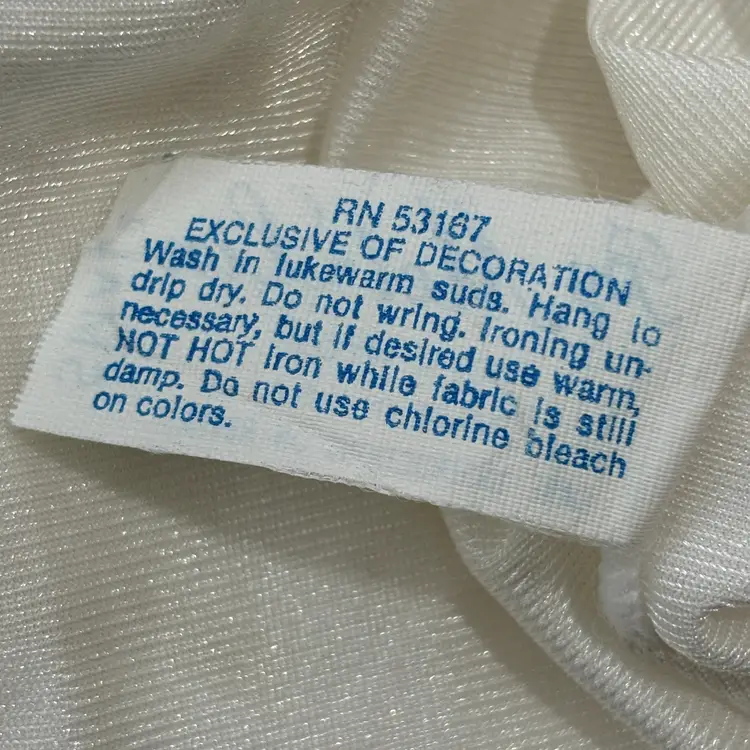 RN 53167
EXCLUSIVE OF DECORATION
Wash in lukewarm suds. Hang to
drip dry. Do not wring. Ironing un-
necessary, but if desired use warm,
NOT HOT iron while fabric is still
damp. Do not use chlorine bleach
on colors.